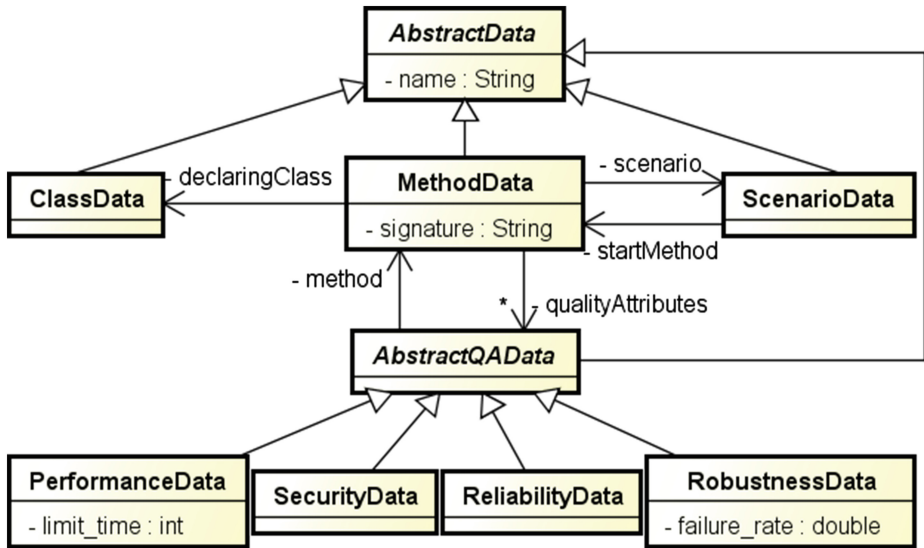 AbstractData
- name : String
- declaringClass
- scenario
ClassData
MethodData
ScenarioData
- signature : String
- startMethod
- method
* - qualityAttributes
AbstractQAData
PerformanceData
SecurityData
ReliabilityData
RobustnessData
- limit_time : int
- failure_rate : double